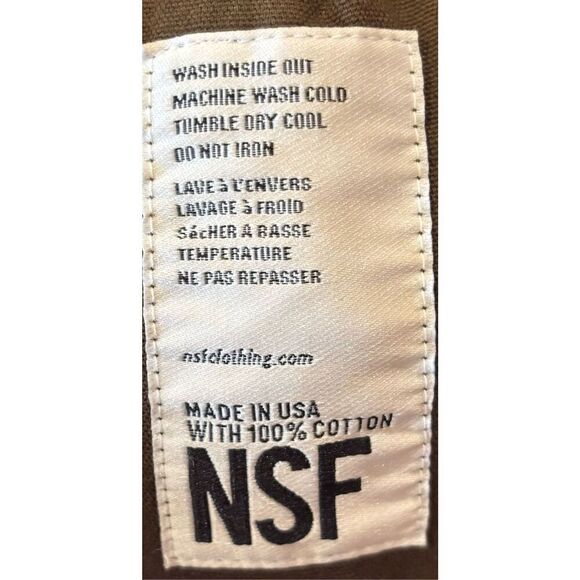 WASH INSIDE OUT
MACHINE WASH COLD
TUMBLE DRY COOL
DO NOT IRON
LAVE à L'ENVERS
LAVAGE à FROID
SéCHER A BASSE
TEMPERATURE
NE PAS REPASSER
nsfclothing.com
MADE IN USA
WITH 100% COTTON
NSF